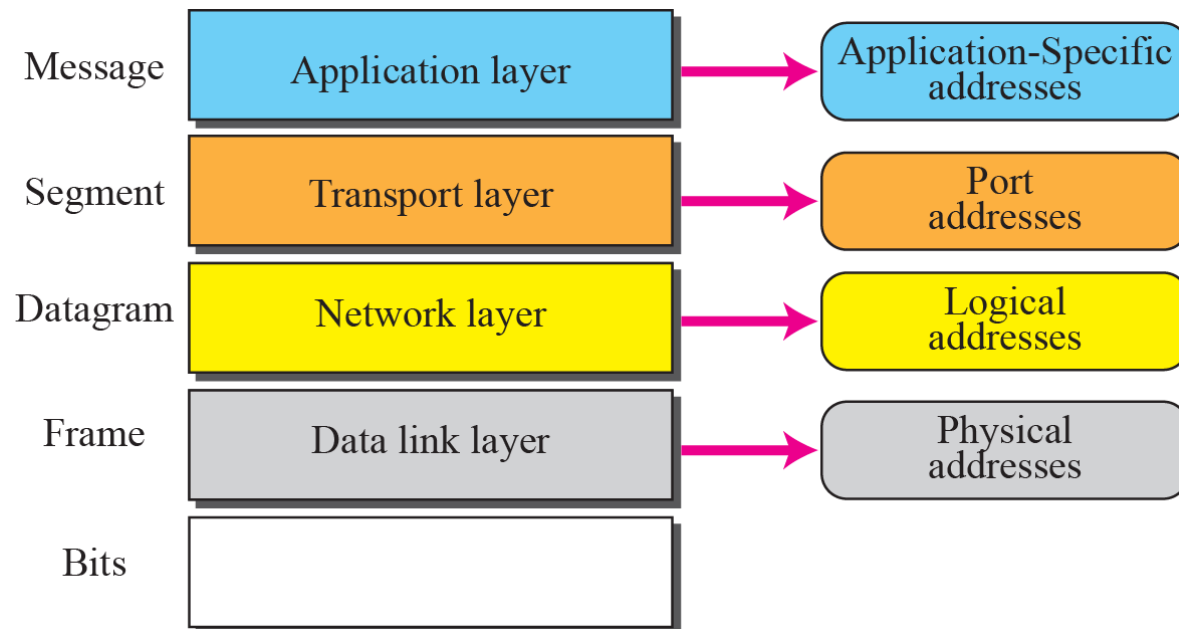 Message
Application layer
Application-Specific
addresses
Segment
Transport layer
Port
addresses
Datagram
Network layer
Logical
addresses
Frame
Data link layer
Physical
addresses
Bits